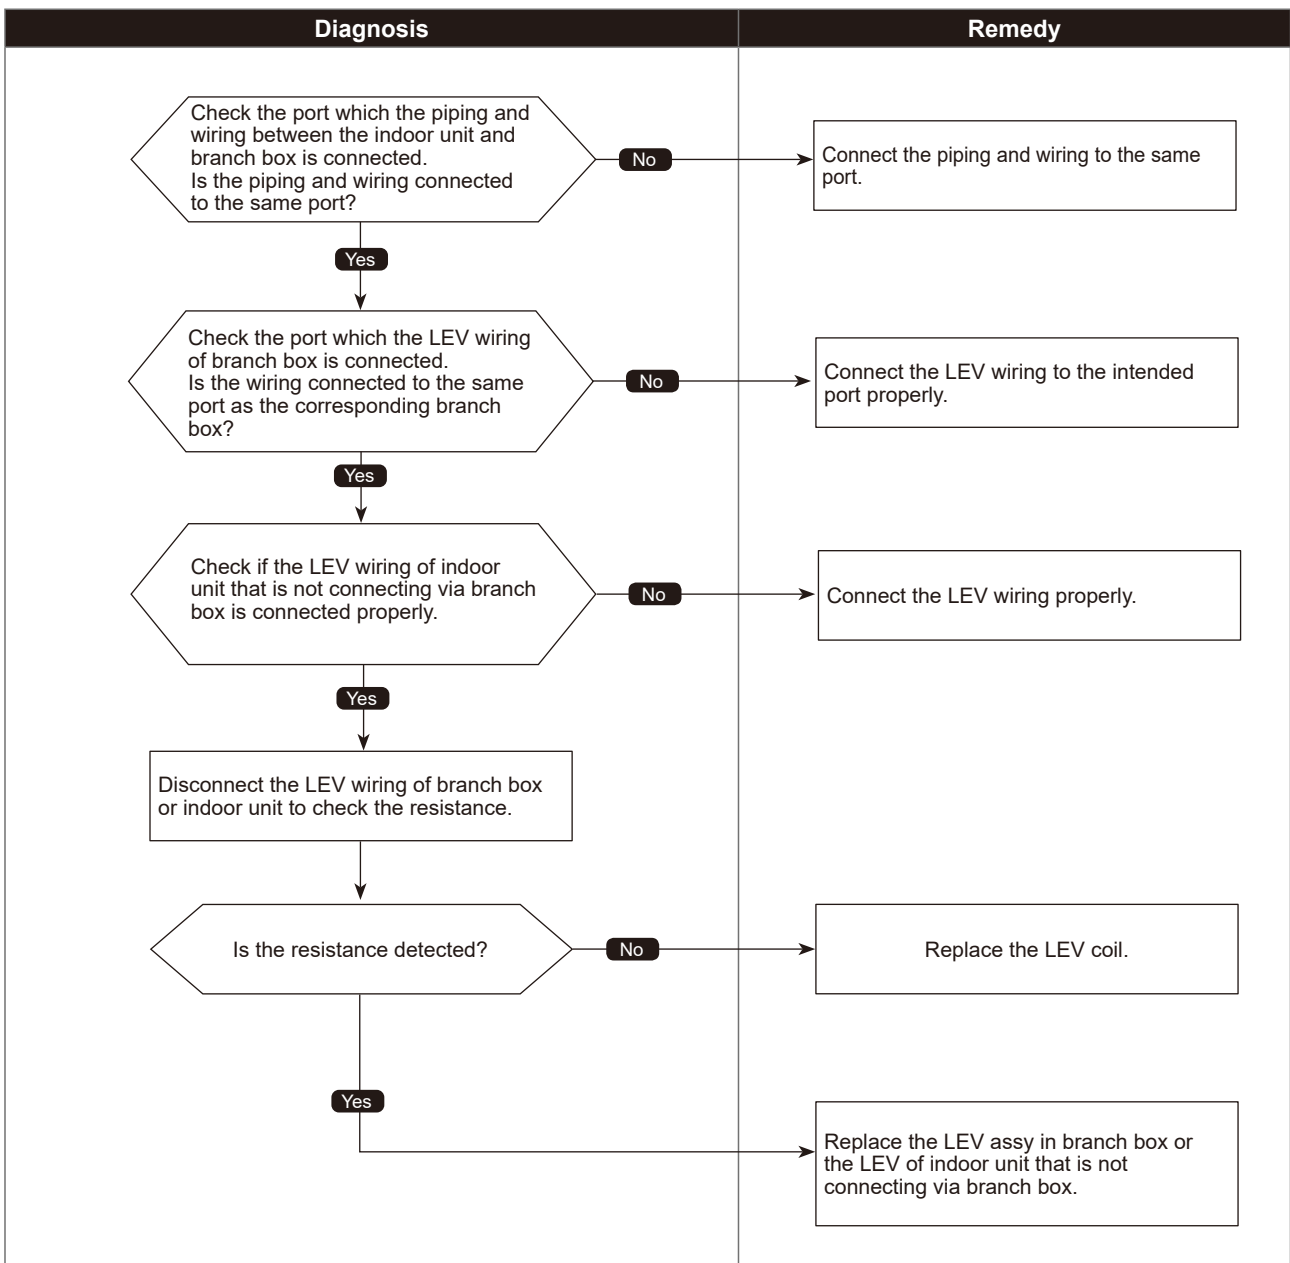 Diagnosis
Remedy
Check the port which the piping and
wiring between the indoor unit and
branch box is connected.
Is the piping and wiring connected
to the same port?
No
Connect the piping and wiring to the same
port.
Yes
Check the port which the LEV wiring
of branch box is connected.
Is the wiring connected to the same
port as the corresponding branch
box?
No
Connect the LEV wiring to the intended
port properly.
Yes
Check if the LEV wiring of indoor
unit that is not connecting via branch
box is connected properly.
No
Connect the LEV wiring properly.
Yes
Disconnect the LEV wiring of branch box
or indoor unit to check the resistance.
Is the resistance detected?
No
Replace the LEV coil.
Yes
Replace the LEV assy in branch box or
the LEV of indoor unit that is not
connecting via branch box.